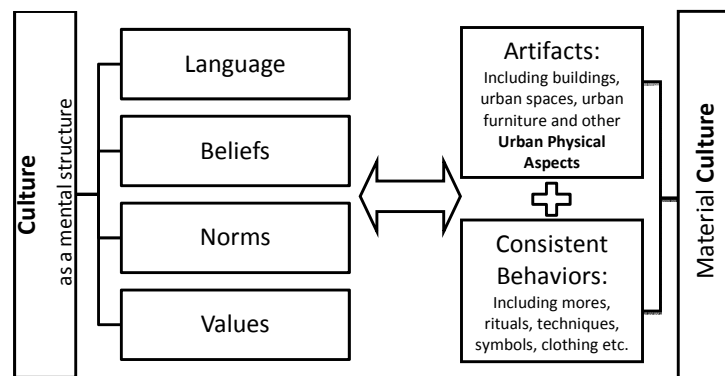 Culture
as a mental structure
Language
Beliefs
Norms
Values
Artifacts:
Including buildings,
urban spaces, urban
furniture and other
Urban Physical
Aspects
Consistent
Behaviors:
Including mores,
rituals, techniques,
symbols, clothing etc.
Material Culture